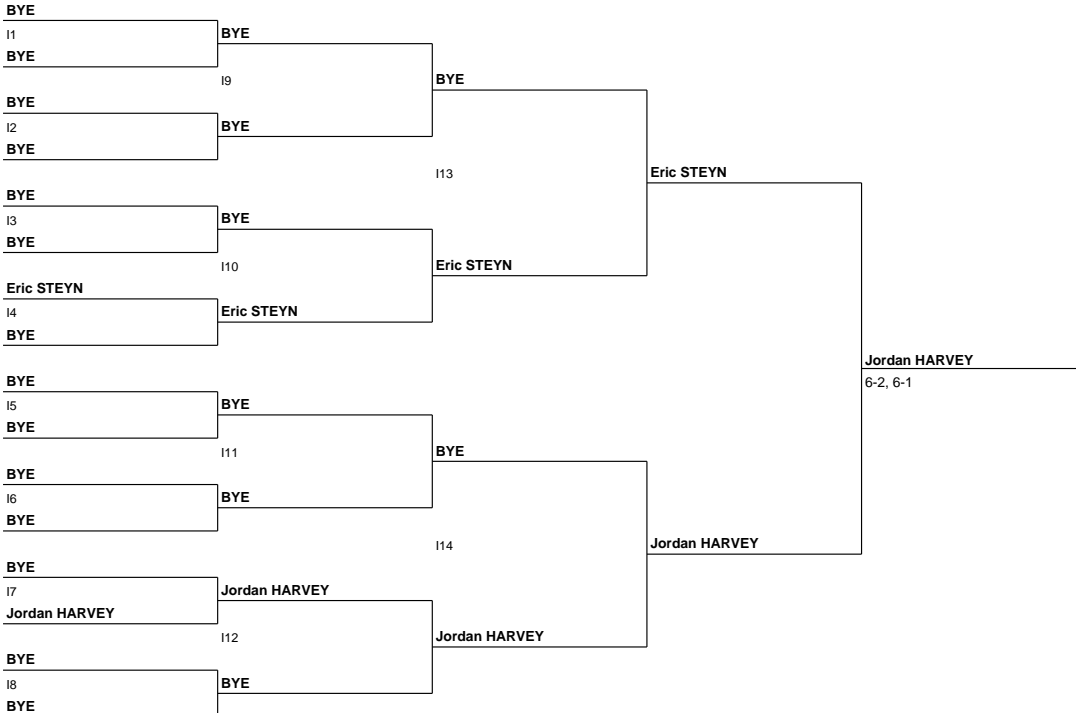 BYE
I1
BYE
BYE
I9
BYE
BYE
I2
BYE
BYE
I13
Eric STEYN
BYE
I3
BYE
BYE
I10
Eric STEYN
Eric STEYN
I4
Eric STEYN
BYE
Jordan HARVEY
6-2, 6-1
BYE
I5
BYE
BYE
I11
BYE
BYE
I6
BYE
BYE
I14
Jordan HARVEY
BYE
I7
Jordan HARVEY
Jordan HARVEY
I12
Jordan HARVEY
BYE
I8
BYE
BYE